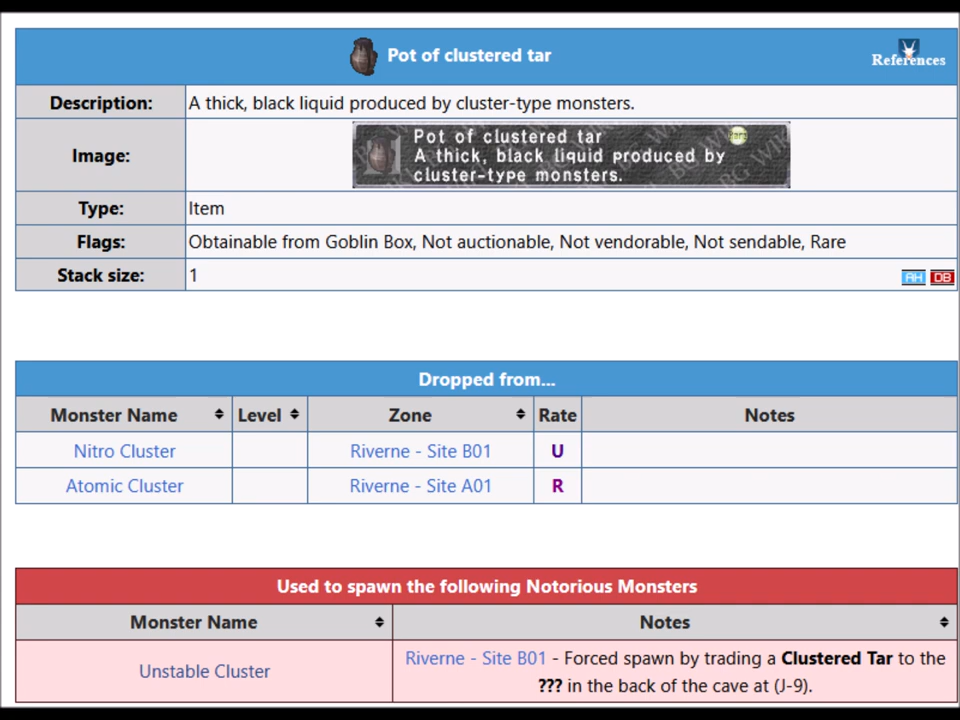 Pot of clustered tar
References
Description: A thick, black liquid produced by cluster-type monsters.
Image:
Pot of clustered tar
Rare
A thick, black liquid produced by
cluster-type monsters.
BG WIKI
Type: Item
Flags: Obtainable from Goblin Box, Not auctionable, Not vendorable, Not sendable, Rare
Stack size: 1 AH DB
Dropped from...
Monster Name Level Zone Rate Notes
Nitro Cluster Riverne - Site B01 U
Atomic Cluster Riverne - Site A01 R
Used to spawn the following Notorious Monsters
Monster Name Notes
Unstable Cluster Riverne - Site B01 - Forced spawn by trading a Clustered Tar to the
??? in the back of the cave at (J-9).